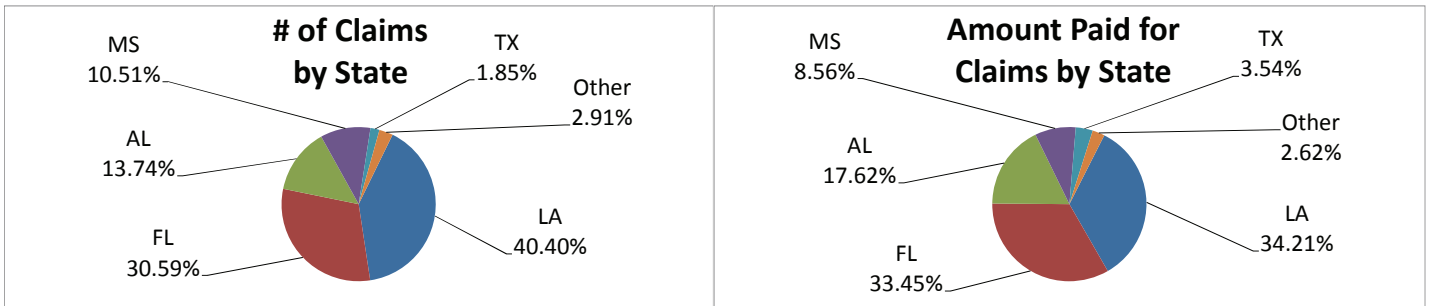 # of Claims
by State
MS
10.51%
TX
1.85%
Other
2.91%
AL
13.74%
LA
40.40%
FL
30.59%
Amount Paid for
Claims by State
MS
8.56%
TX
3.54%
Other
2.62%
AL
17.62%
LA
34.21%
FL
33.45%